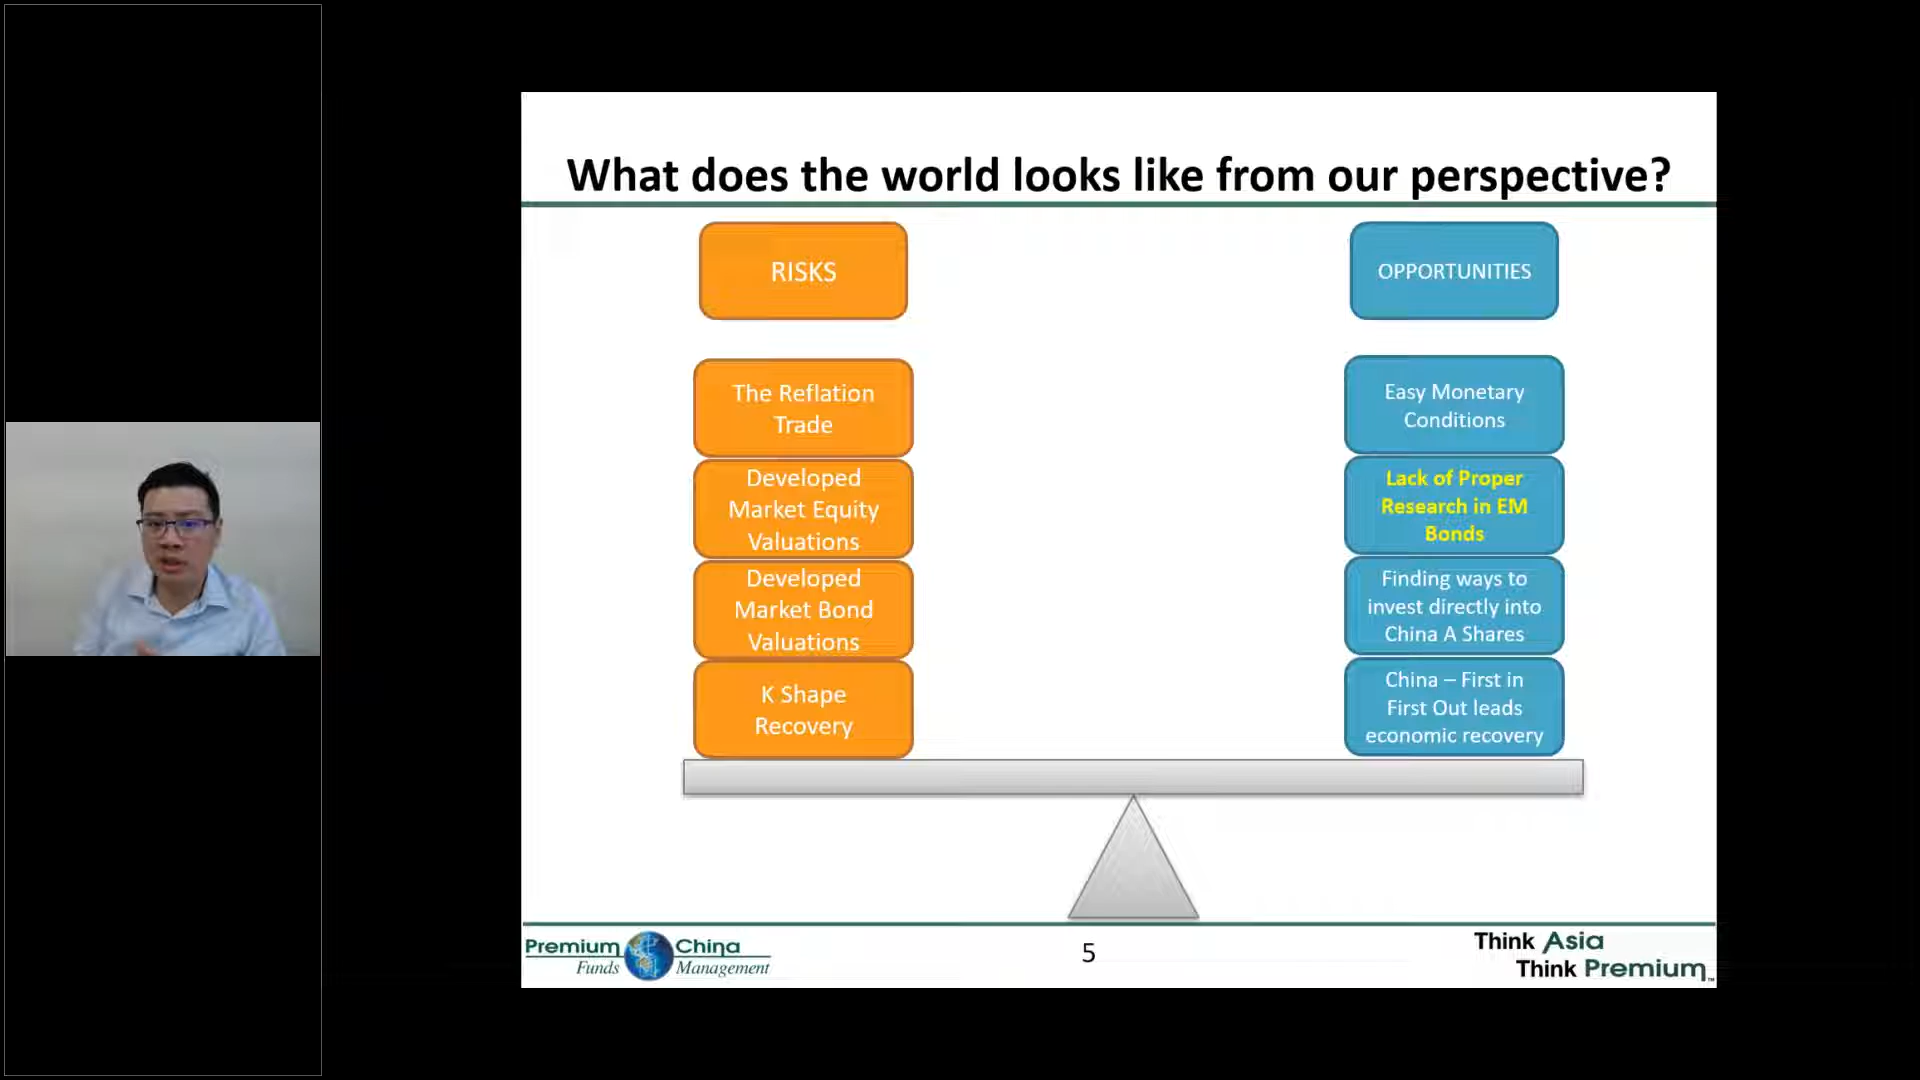 What does the world looks like from our perspective?
RISKS
The Reflation
Trade
Developed
Market Equity
Valuations
Developed
Market Bond
Valuations
K Shape
Recovery
OPPORTUNITIES
Easy Monetary
Conditions
Lack of Proper
Research in EM
Bonds
Finding ways to
invest directly into
China A Shares
China – First in
First Out leads
economic recovery
Premium China
Funds Management
5
Think Asia
Think Premium™